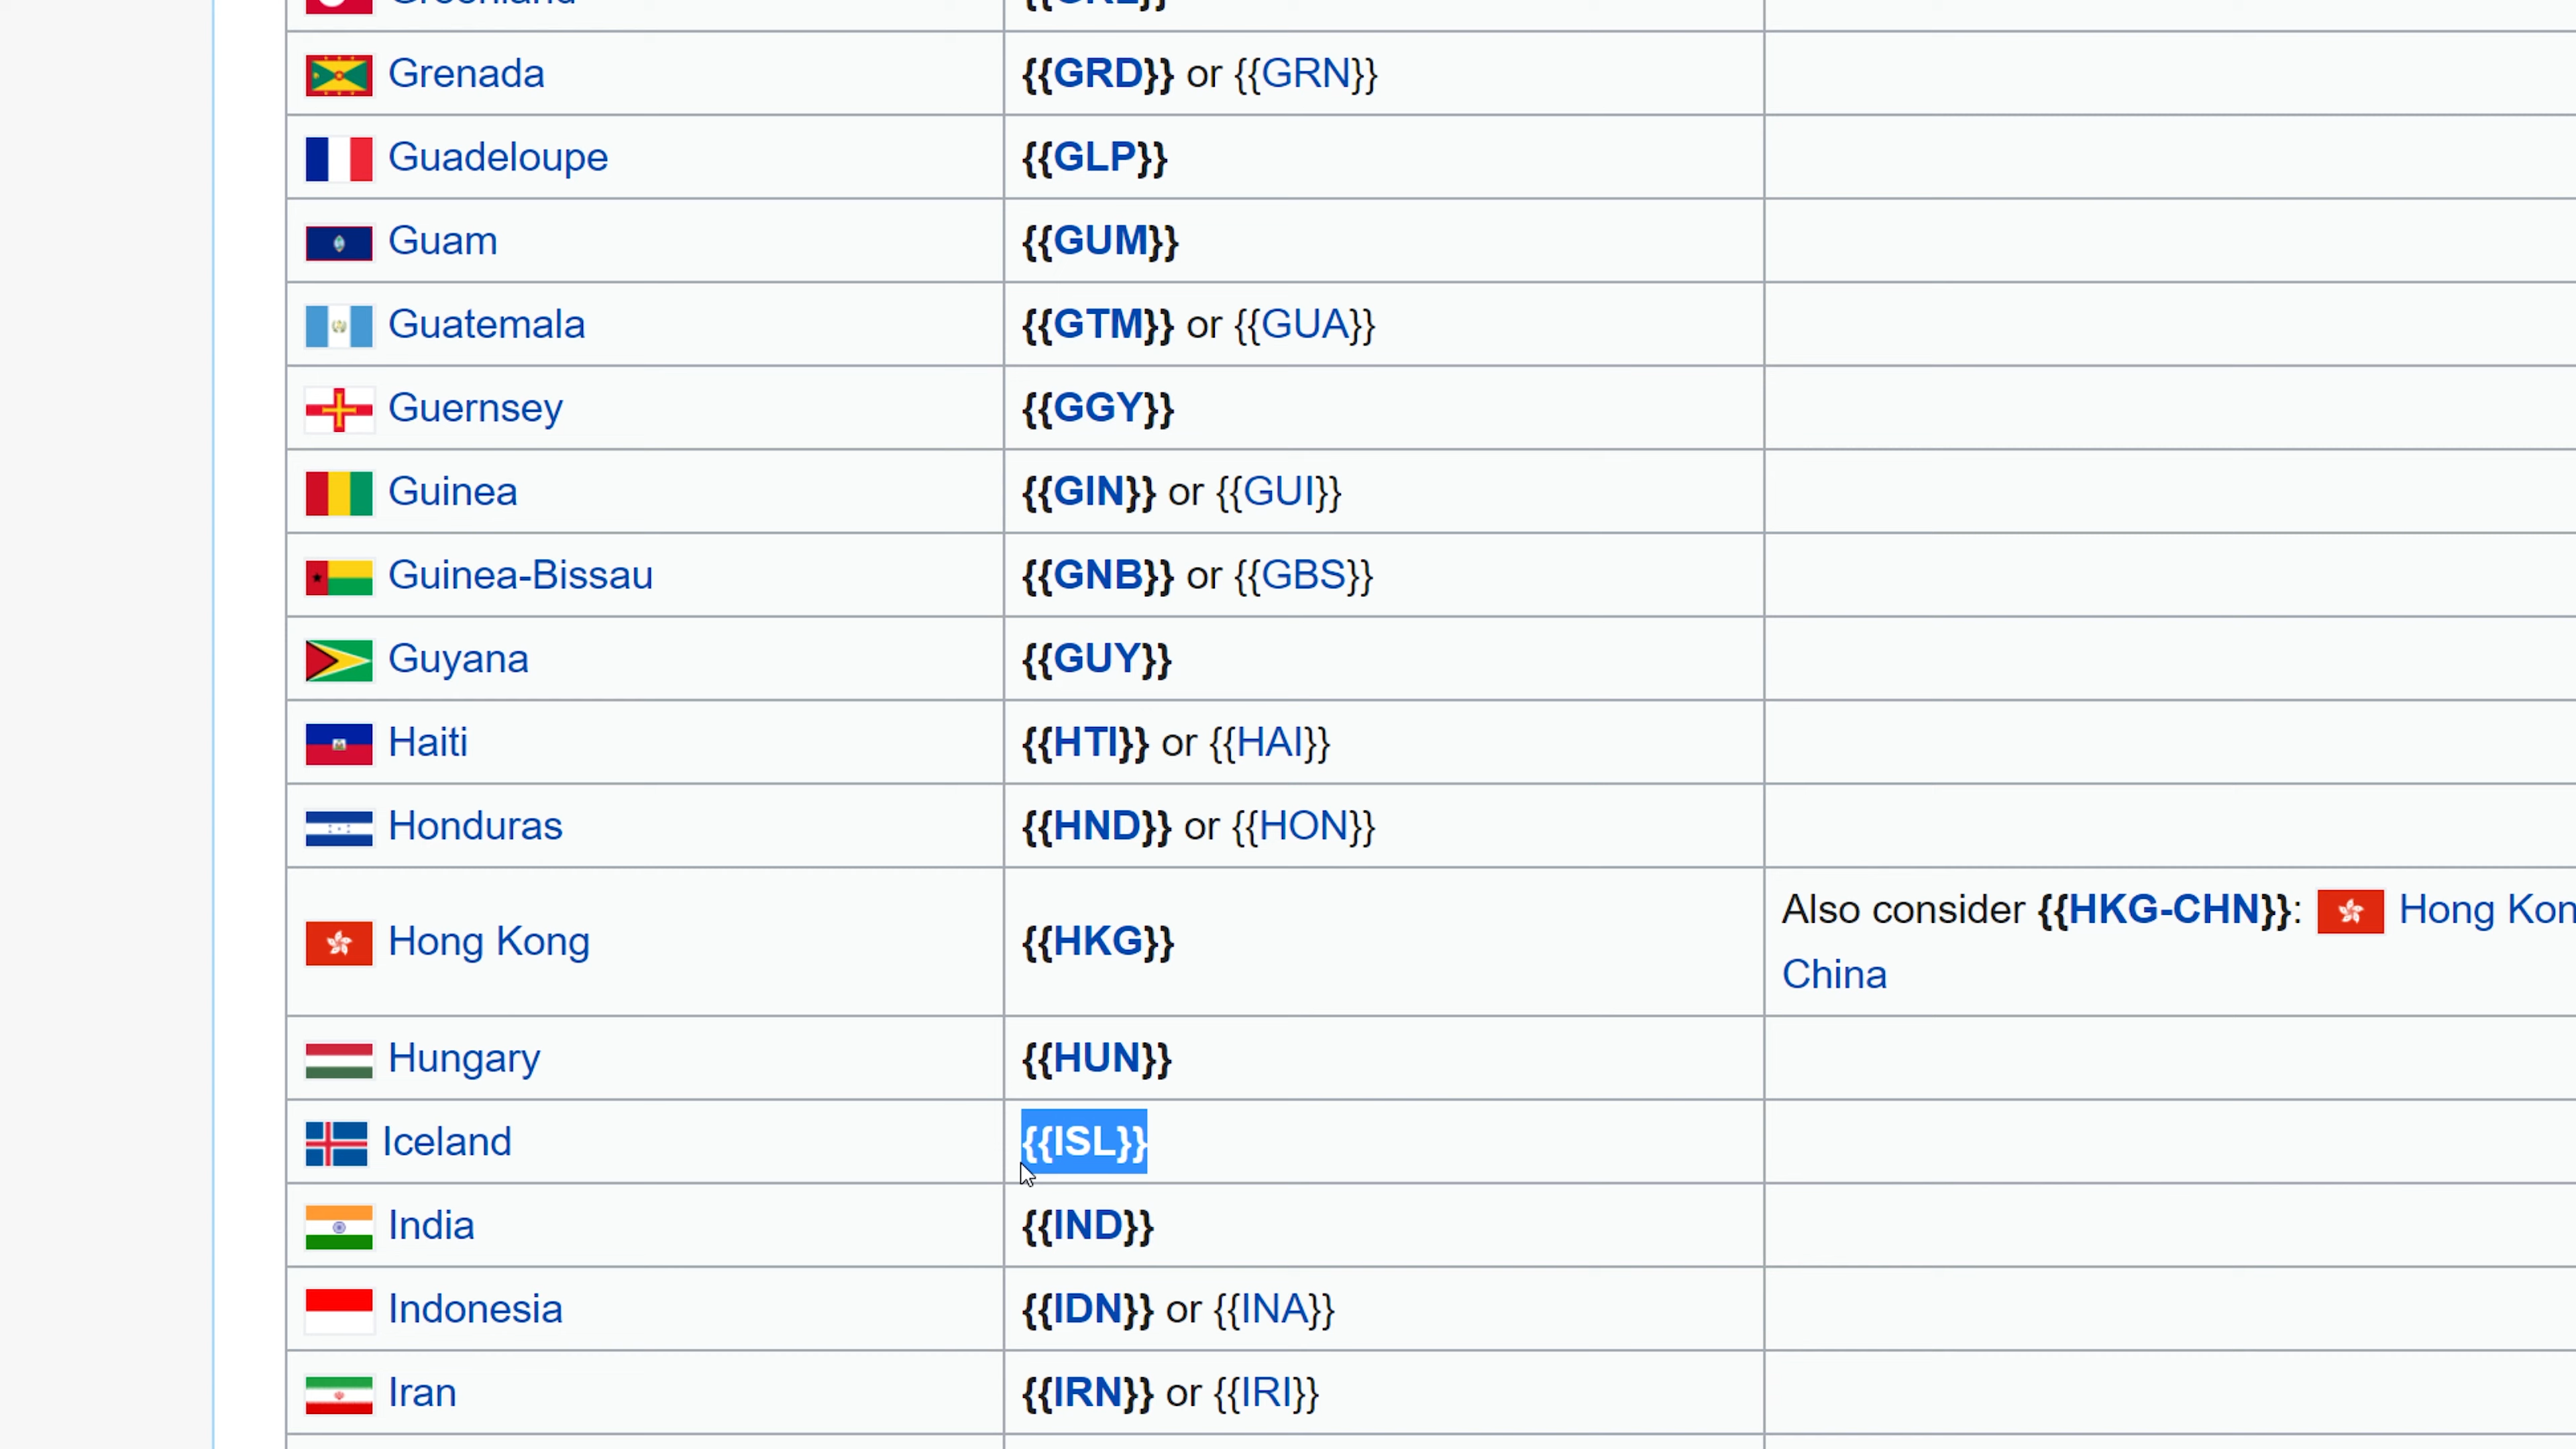 Greenland {{GRL}}
Grenada {{GRD}} or {{GRN}}
Guadeloupe {{GLP}}
Guam {{GUM}}
Guatemala {{GTM}} or {{GUA}}
Guernsey {{GGY}}
Guinea {{GIN}} or {{GUI}}
Guinea-Bissau {{GNB}} or {{GBS}}
Guyana {{GUY}}
Haiti {{HTI}} or {{HAI}}
Honduras {{HND}} or {{HON}}
Hong Kong {{HKG}} Also consider {{HKG-CHN}}: Hong Kon
China
Hungary {{HUN}}
Iceland {{ISL}}
India {{IND}}
Indonesia {{IDN}} or {{INA}}
Iran {{IRN}} or {{IRI}}